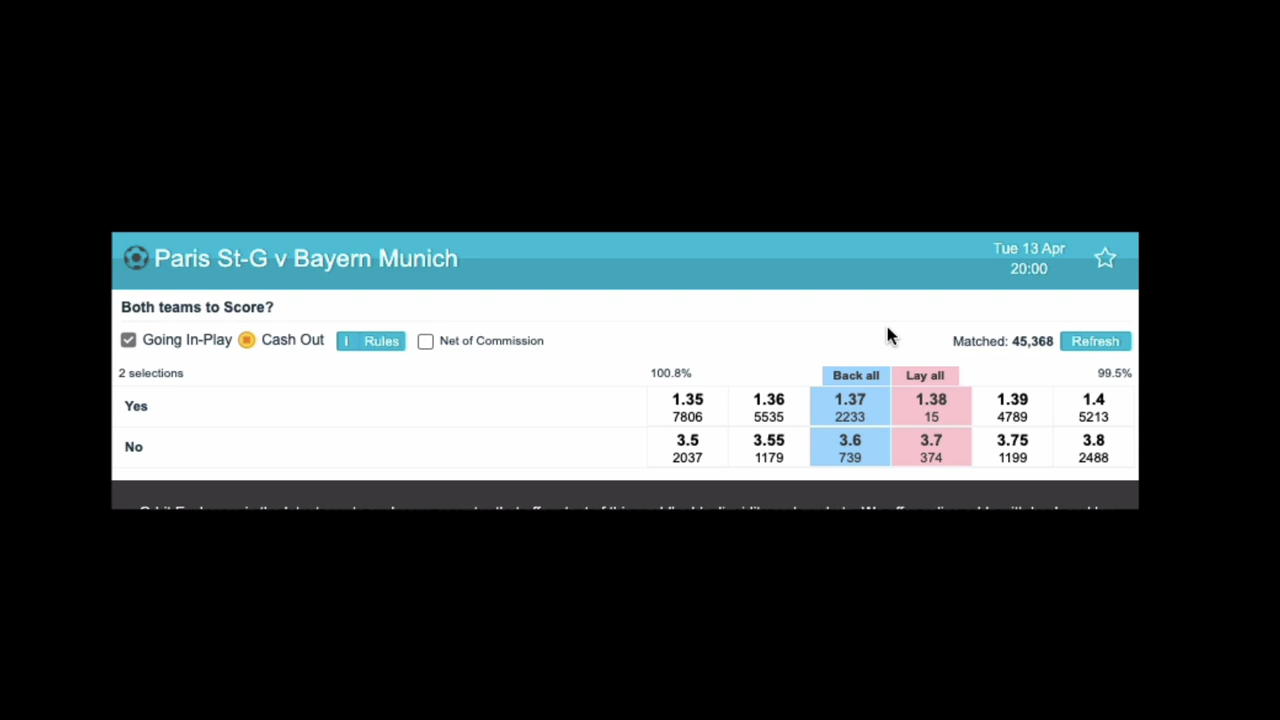 Paris St-G v Bayern Munich
Tue 13 Apr
20:00
Both teams to Score?
Going In-Play Cash Out i Rules Net of Commission Matched: 45,368 Refresh
2 selections 100.8% Back all Lay all 99.5%
Yes 1.35 1.36 1.37 1.38 1.39 1.4
7806 5535 2233 15 4789 5213
No 3.5 3.55 3.6 3.7 3.75 3.8
2037 1179 739 374 1199 2488